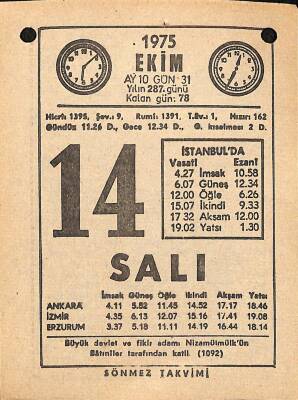 1975
EKİM
AY 10 GÜN 31
Yılın 287. günü
Kalan gün: 78
Hicri: 1395, Şev.: 9, Rumi: 1391, T.Ev.: 1, Hızır: 162
Gündüz 11.26 D., Gece 12.34 D., G. kısalması 2 D.
14
İSTANBUL'DA
Vasati Ezani
4.27 İmsak 10.58
6.07 Güneş 12.34
12.00 Öğle 6.26
15.07 İkindi 9.33
17 32 Akşam 12.00
19.02 Yatsı 1.30
SALI
İmsak Güneş Öğle İkindi Akşam Yatsı
ANKARA 4.11 5.52 11.45 14.52 17.17 18.46
İZMİR 4.35 6.13 12.07 15.16 17.41 19.08
ERZURUM 3.37 5.18 11.11 14.19 16.44 18.14
Büyük devlet ve fikir adamı Nizamülmülk'ün
Bâtıniler tarafından katli. (1092)
SÖNMEZ TAKVİMİ